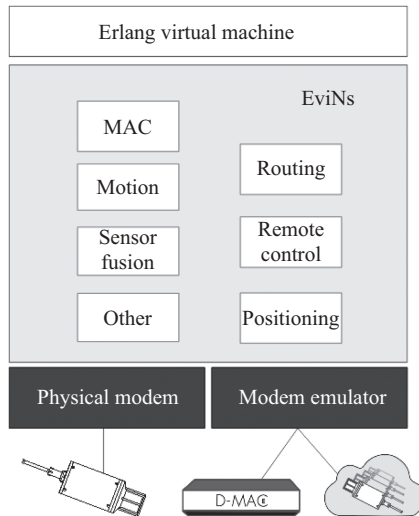 Erlang virtual machine
EviNs
MAC
Routing
Motion
Sensor
fusion
Remote
control
Other
Positioning
Physical modem
Modem emulator
D-MAC